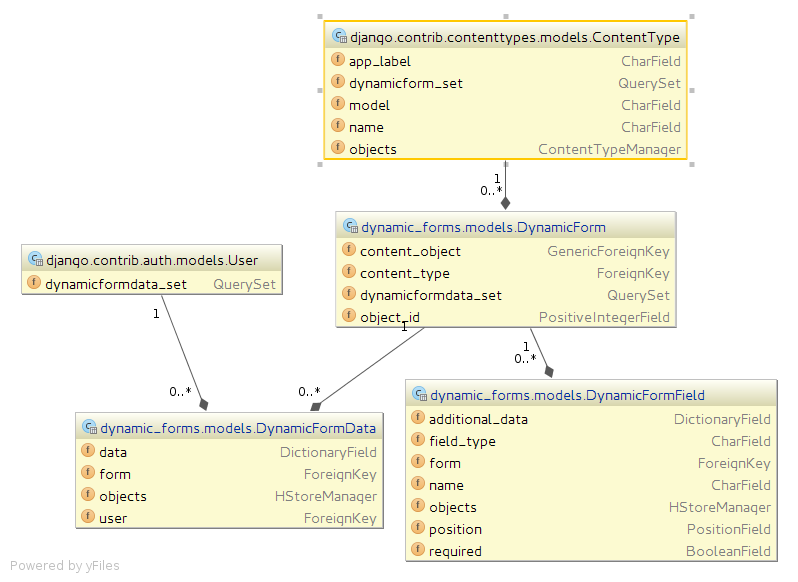 django.contrib.contenttypes.models.ContentType
app_label CharField
dynamicform_set QuerySet
model CharField
name CharField
objects ContentTypeManager
1
0..*
dynamic_forms.models.DynamicForm
content_object GenericForeignKey
content_type ForeignKey
dynamicformdata_set QuerySet
object_id PositiveIntegerField
django.contrib.auth.models.User
dynamicformdata_set QuerySet
1
1
1
0..*
0..*
0..*
dynamic_forms.models.DynamicFormData
data DictionaryField
form ForeignKey
objects HStoreManager
user ForeignKey
dynamic_forms.models.DynamicFormField
additional_data DictionaryField
field_type CharField
form ForeignKey
name CharField
objects HStoreManager
position PositionField
required BooleanField
Powered by yFiles